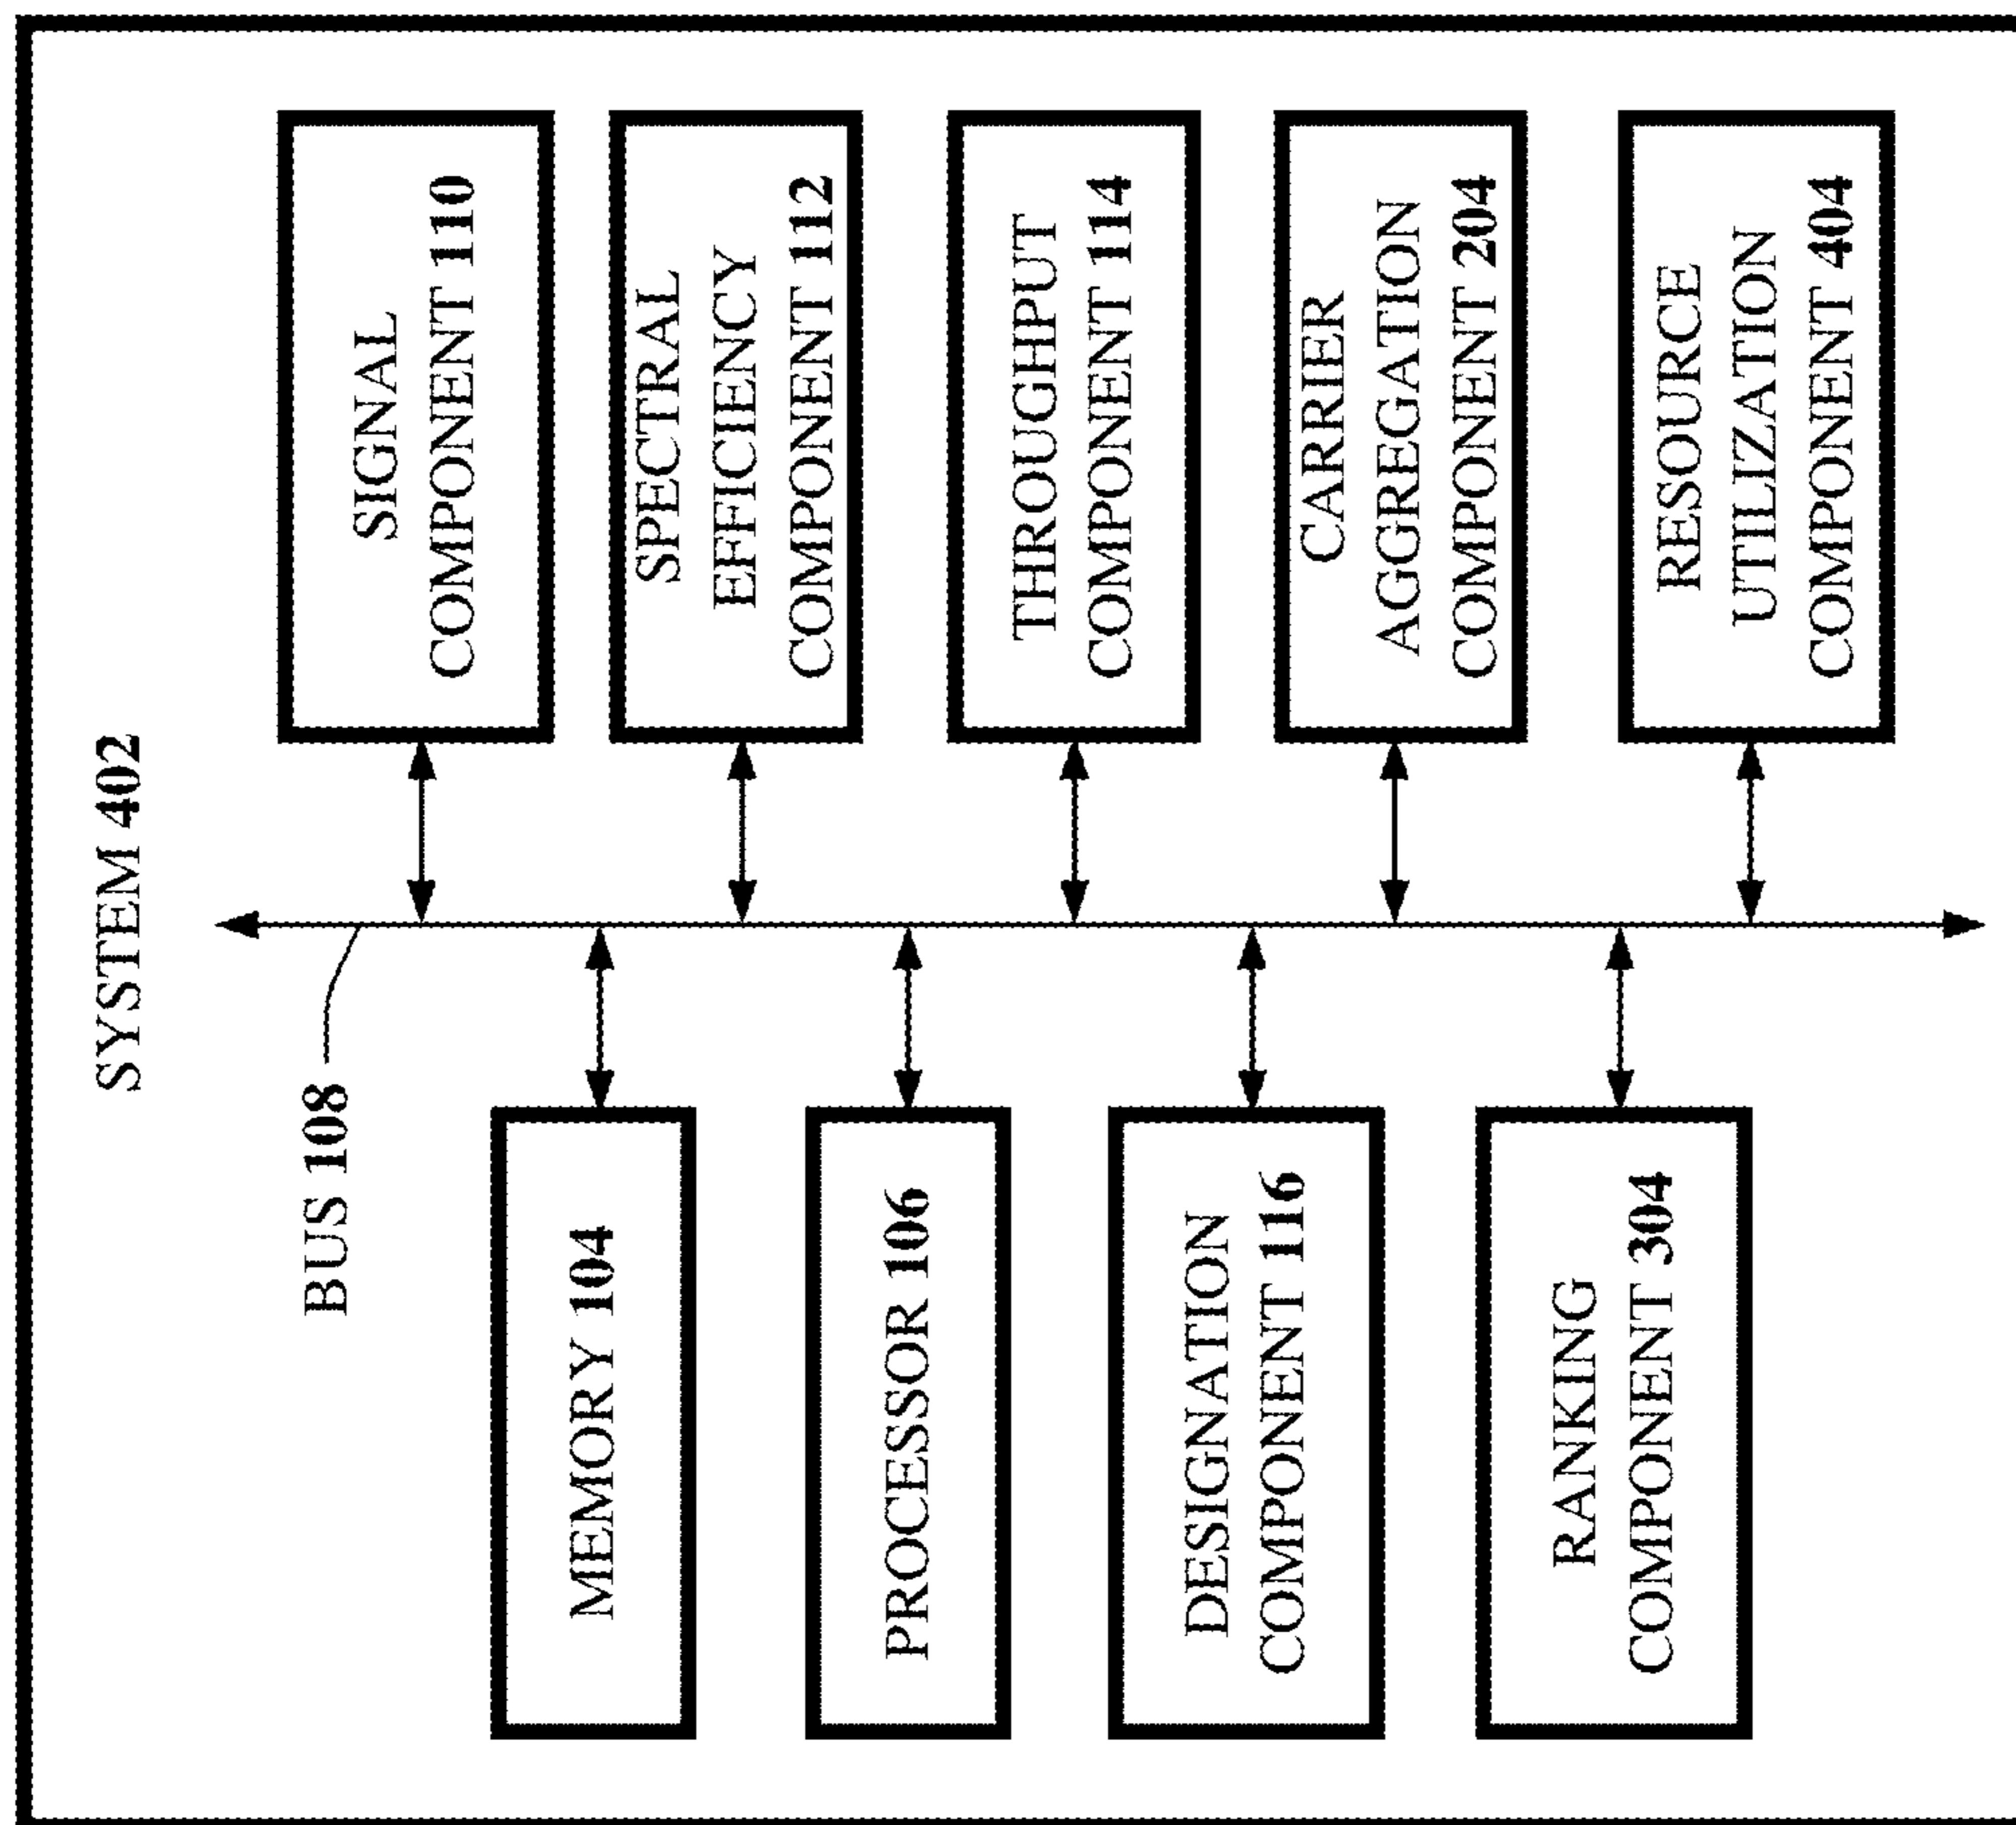 SYSTEM 402
BUS 108
MEMORY 104
PROCESSOR 106
DESIGNATION
COMPONENT 116
RANKING
COMPONENT 304
SIGNAL
COMPONENT 110
SPECTRAL
EFFICIENCY
COMPONENT 112
THROUGHPUT
COMPONENT 114
CARRIER
AGGREGATION
COMPONENT 204
RESOURCE
UTILIZATION
COMPONENT 404